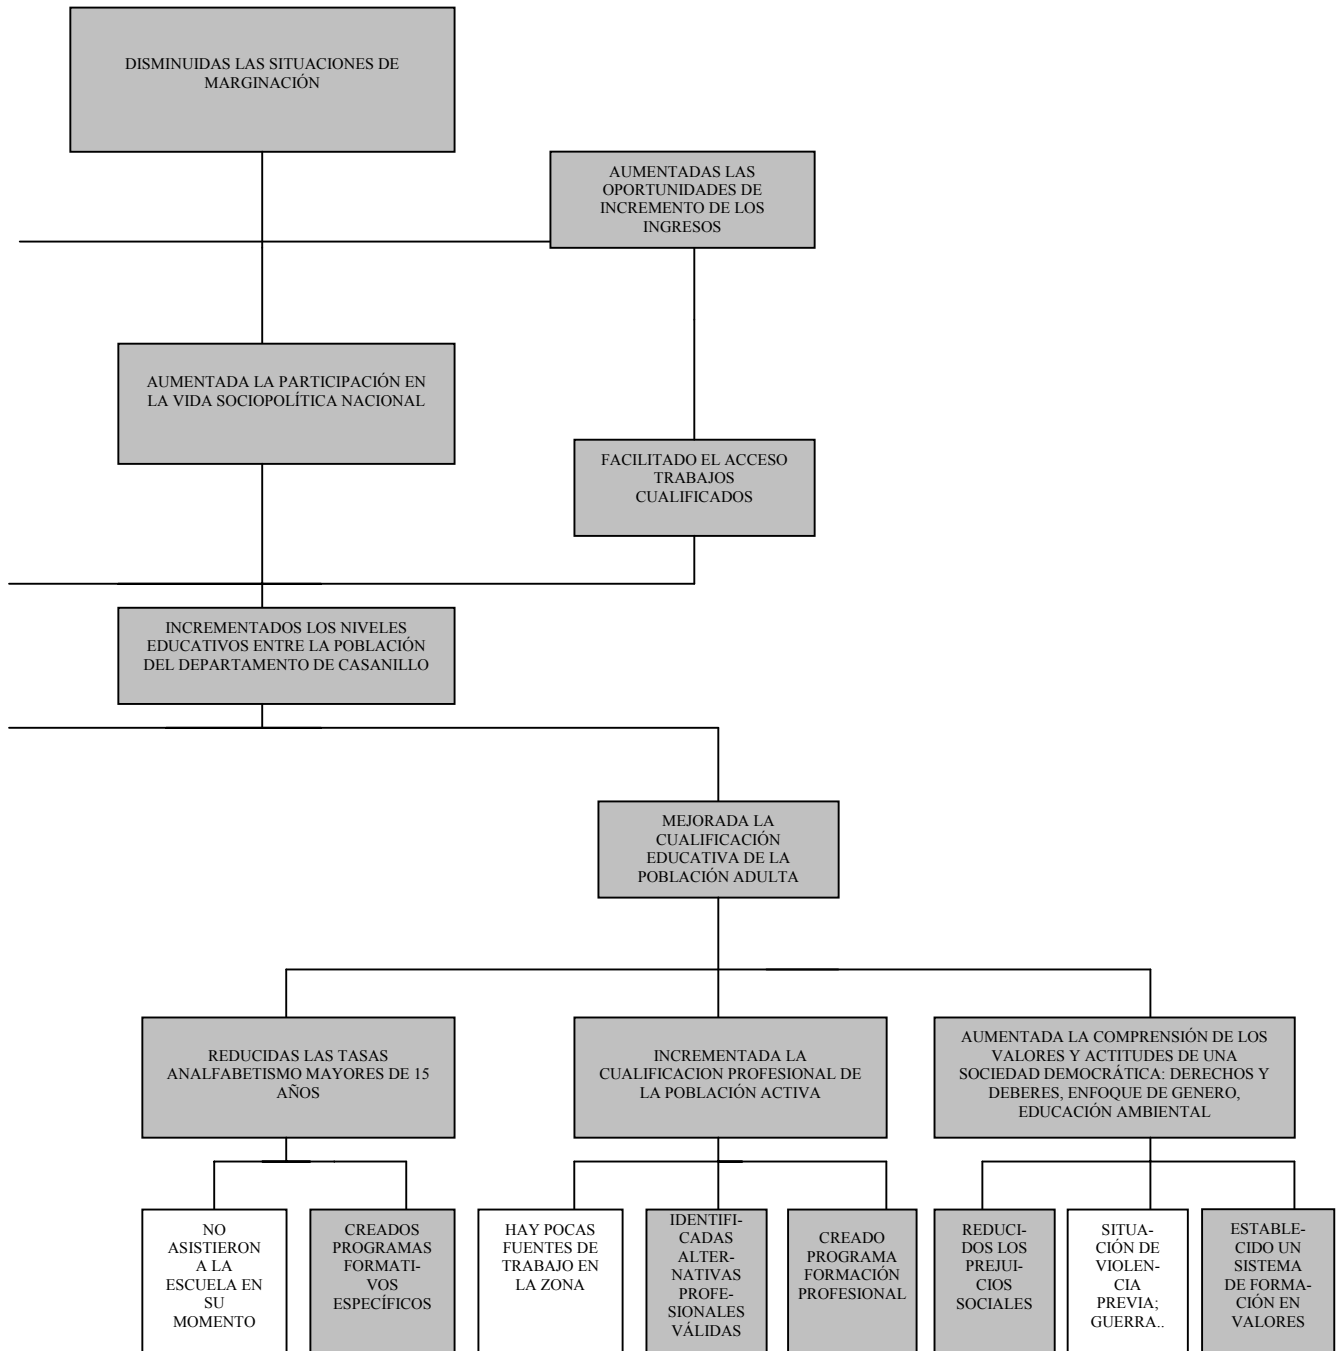 DISMINUIDAS LAS SITUACIONES DE
MARGINACIÓN
AUMENTADAS LAS
OPORTUNIDADES DE
INCREMENTO DE LOS
INGRESOS
AUMENTADA LA PARTICIPACIÓN EN
LA VIDA SOCIOPOLÍTICA NACIONAL
FACILITADO EL ACCESO
TRABAJOS
CUALIFICADOS
INCREMENTADOS LOS NIVELES
EDUCATIVOS ENTRE LA POBLACIÓN
DEL DEPARTAMENTO DE CASANILLO
MEJORADA LA
CUALIFICACIÓN
EDUCATIVA DE LA
POBLACIÓN ADULTA
REDUCIDAS LAS TASAS
ANALFABETISMO MAYORES DE 15
AÑOS
INCREMENTADA LA
CUALIFICACION PROFESIONAL DE
LA POBLACIÓN ACTIVA
AUMENTADA LA COMPRENSIÓN DE LOS
VALORES Y ACTITUDES DE UNA
SOCIEDAD DEMOCRÁTICA: DERECHOS Y
DEBERES, ENFOQUE DE GENERO,
EDUCACIÓN AMBIENTAL
NO
ASISTIERON
A LA
ESCUELA EN
SU
MOMENTO
CREADOS
PROGRAMAS
FORMATI-
VOS
ESPECÍFICOS
HAY POCAS
FUENTES DE
TRABAJO EN
LA ZONA
IDENTIFI-
CADAS
ALTER-
NATIVAS
PROFE-
SIONALES
VÁLIDAS
CREADO
PROGRAMA
FORMACIÓN
PROFESIONAL
REDUCI-
DOS LOS
PREJUI-
CIOS
SOCIALES
SITUA-
CIÓN DE
VIOLEN-
CIA
PREVIA;
GUERRA..
ESTABLE-
CIDO UN
SISTEMA
DE FORMA-
CIÓN EN
VALORES